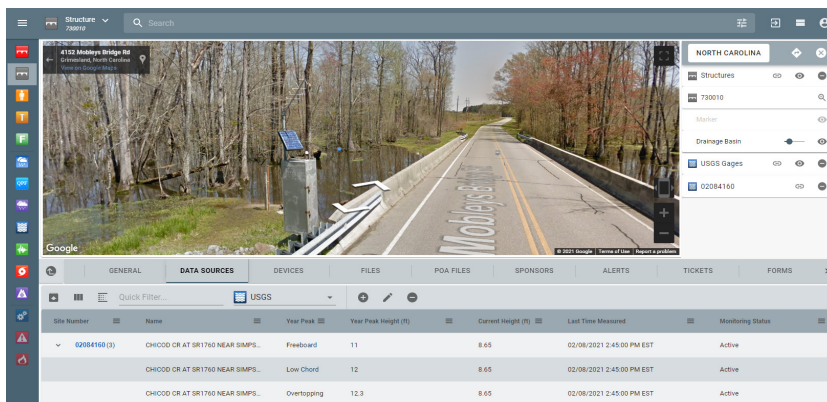 Structure
730010
Search
4152 Mobleys Bridge Rd
Grimesland, North Carolina
View on Google Maps
Mobleys B
Google
© 2021 Google Terms of Use Report a problem
NORTH CAROLINA
Structures
730010
Marker
Drainage Basin
USGS Gages
02084160
T
F
QPF
GENERAL DATA SOURCES DEVICES FILES POA FILES SPONSORS ALERTS TICKETS FORMS
Quick Filter... USGS
Site Number Name Year Peak Year Peak Height (ft) Current Height (ft) Last Time Measured Monitoring Status
02084160 (3) CHICOD CR AT SR1760 NEAR SIMPS... Freeboard 11 8.65 02/08/2021 2:45:00 PM EST Active
CHICOD CR AT SR1760 NEAR SIMPS... Low Chord 12 8.65 02/08/2021 2:45:00 PM EST Active
CHICOD CR AT SR1760 NEAR SIMPS... Overtopping 12.3 8.65 02/08/2021 2:45:00 PM EST Active